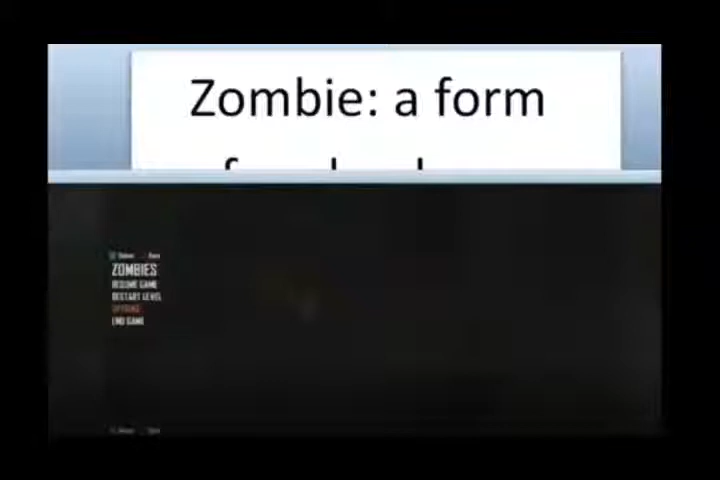 Zombie: a form
ZOMBIES
RESUME GAME
RESTART LEVEL
OPTIONS
END GAME